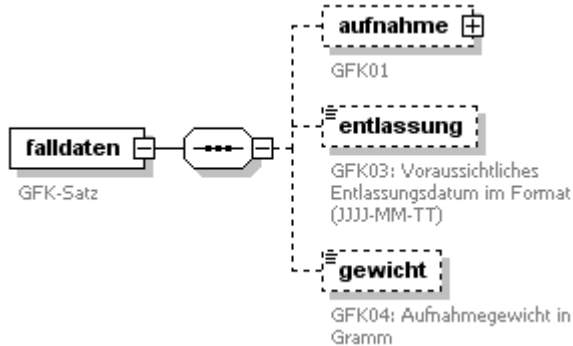 aufnahme
GFK01
falldaten
GFK-Satz
entlassung
GFK03: Voraussichtliches
Entlassungsdatum im Format
(JJJJ-MM-TT)
gewicht
GFK04: Aufnahmegewicht in
Gramm